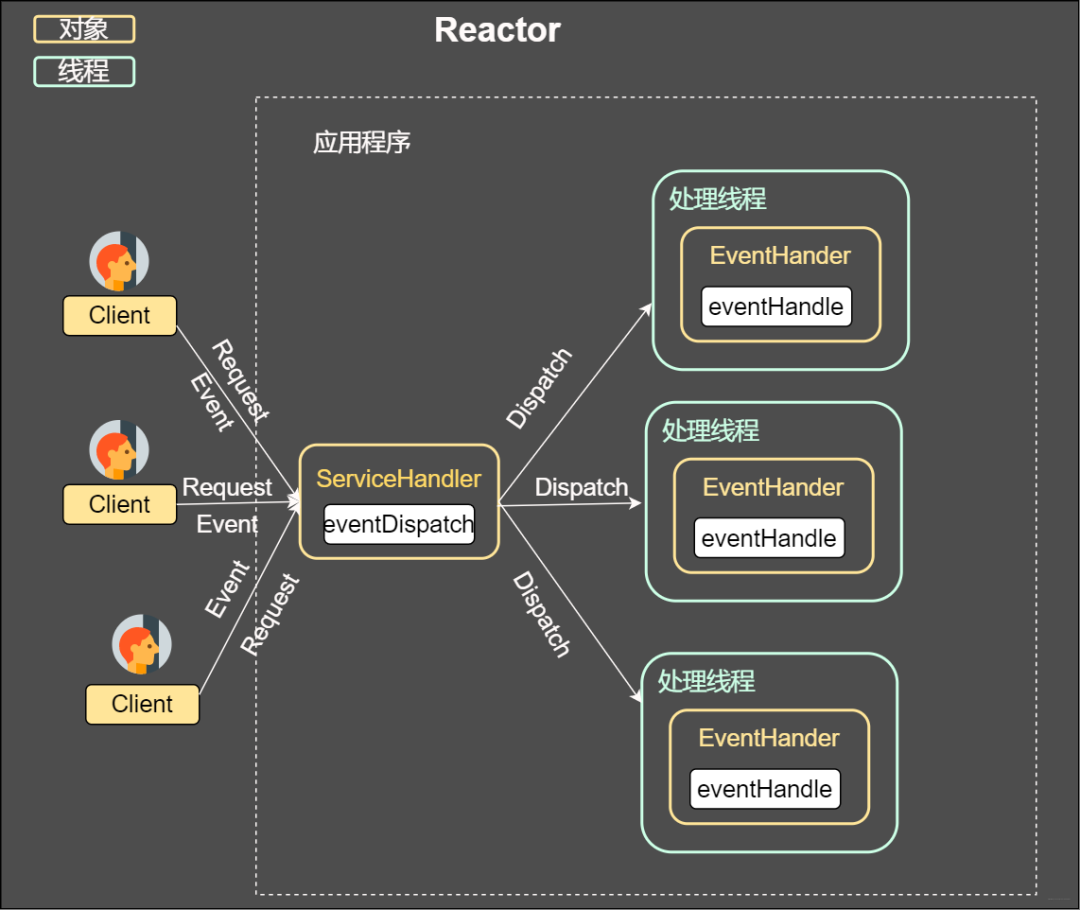 对象
Reactor
线程
应用程序
处理线程
EventHander
eventHandle
Client
Request
Event
Dispatch
Client
Request
Event
ServiceHandler
eventDispatch
Dispatch
处理线程
EventHander
eventHandle
Client
Event
Request
Dispatch
处理线程
EventHander
eventHandle